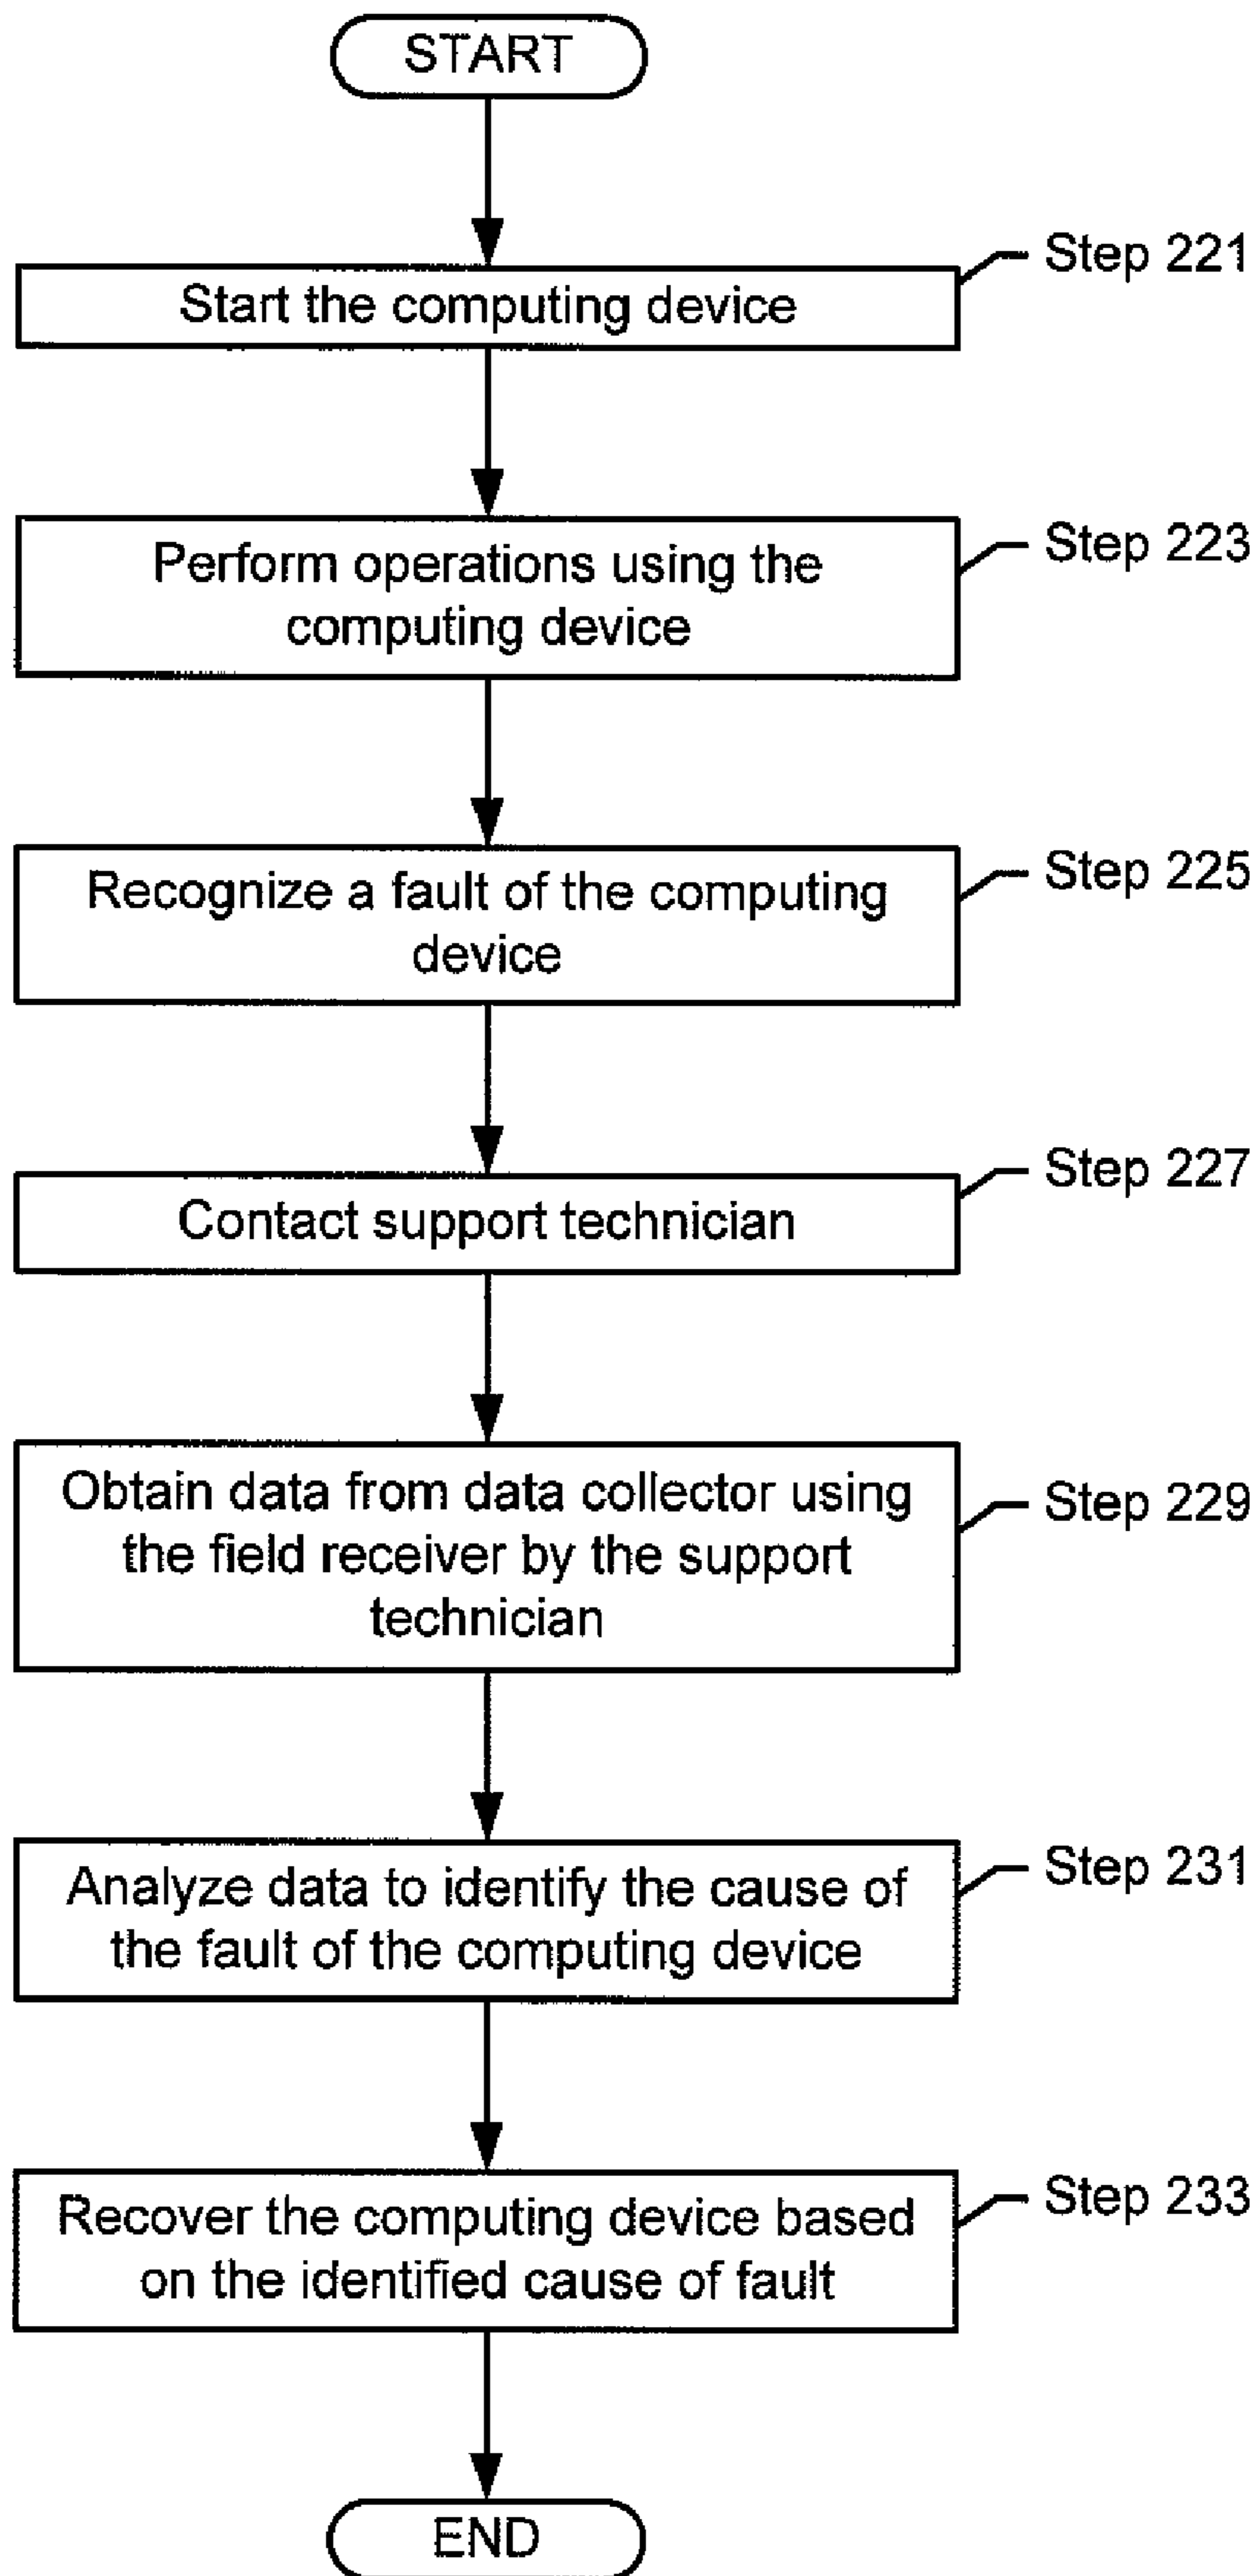 START
Step 221
Start the computing device
Step 223
Perform operations using the
computing device
Step 225
Recognize a fault of the computing
device
Step 227
Contact support technician
Step 229
Obtain data from data collector using
the field receiver by the support
technician
Step 231
Analyze data to identify the cause of
the fault of the computing device
Step 233
Recover the computing device based
on the identified cause of fault
END